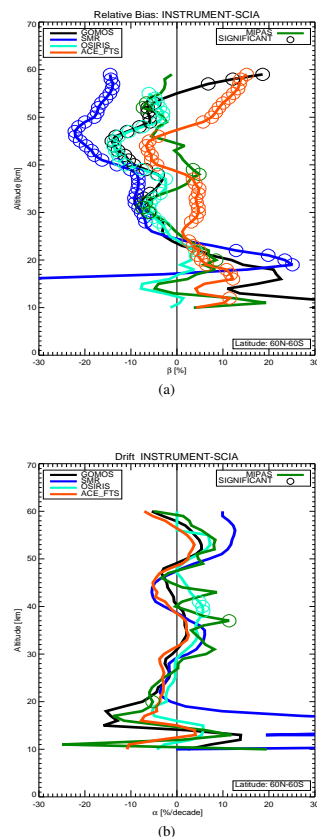 Relative Bias: INSTRUMENT-SCIA
GOMOS
SMR
OSIRIS
ACE_FTS
MIPAS
SIGNIFICANT
70
60
50
40
30
20
10
0
Altitude [km]
Latitude: 60N-60S
-30 -20 -10 0 10 20 30
β [%]
(a)
Drift INSTRUMENT-SCIA
GOMOS
SMR
OSIRIS
ACE_FTS
MIPAS
SIGNIFICANT
70
60
50
40
30
20
10
0
Altitude [km]
Latitude: 60N-60S
-30 -20 -10 0 10 20 30
α [%/decade]
(b)